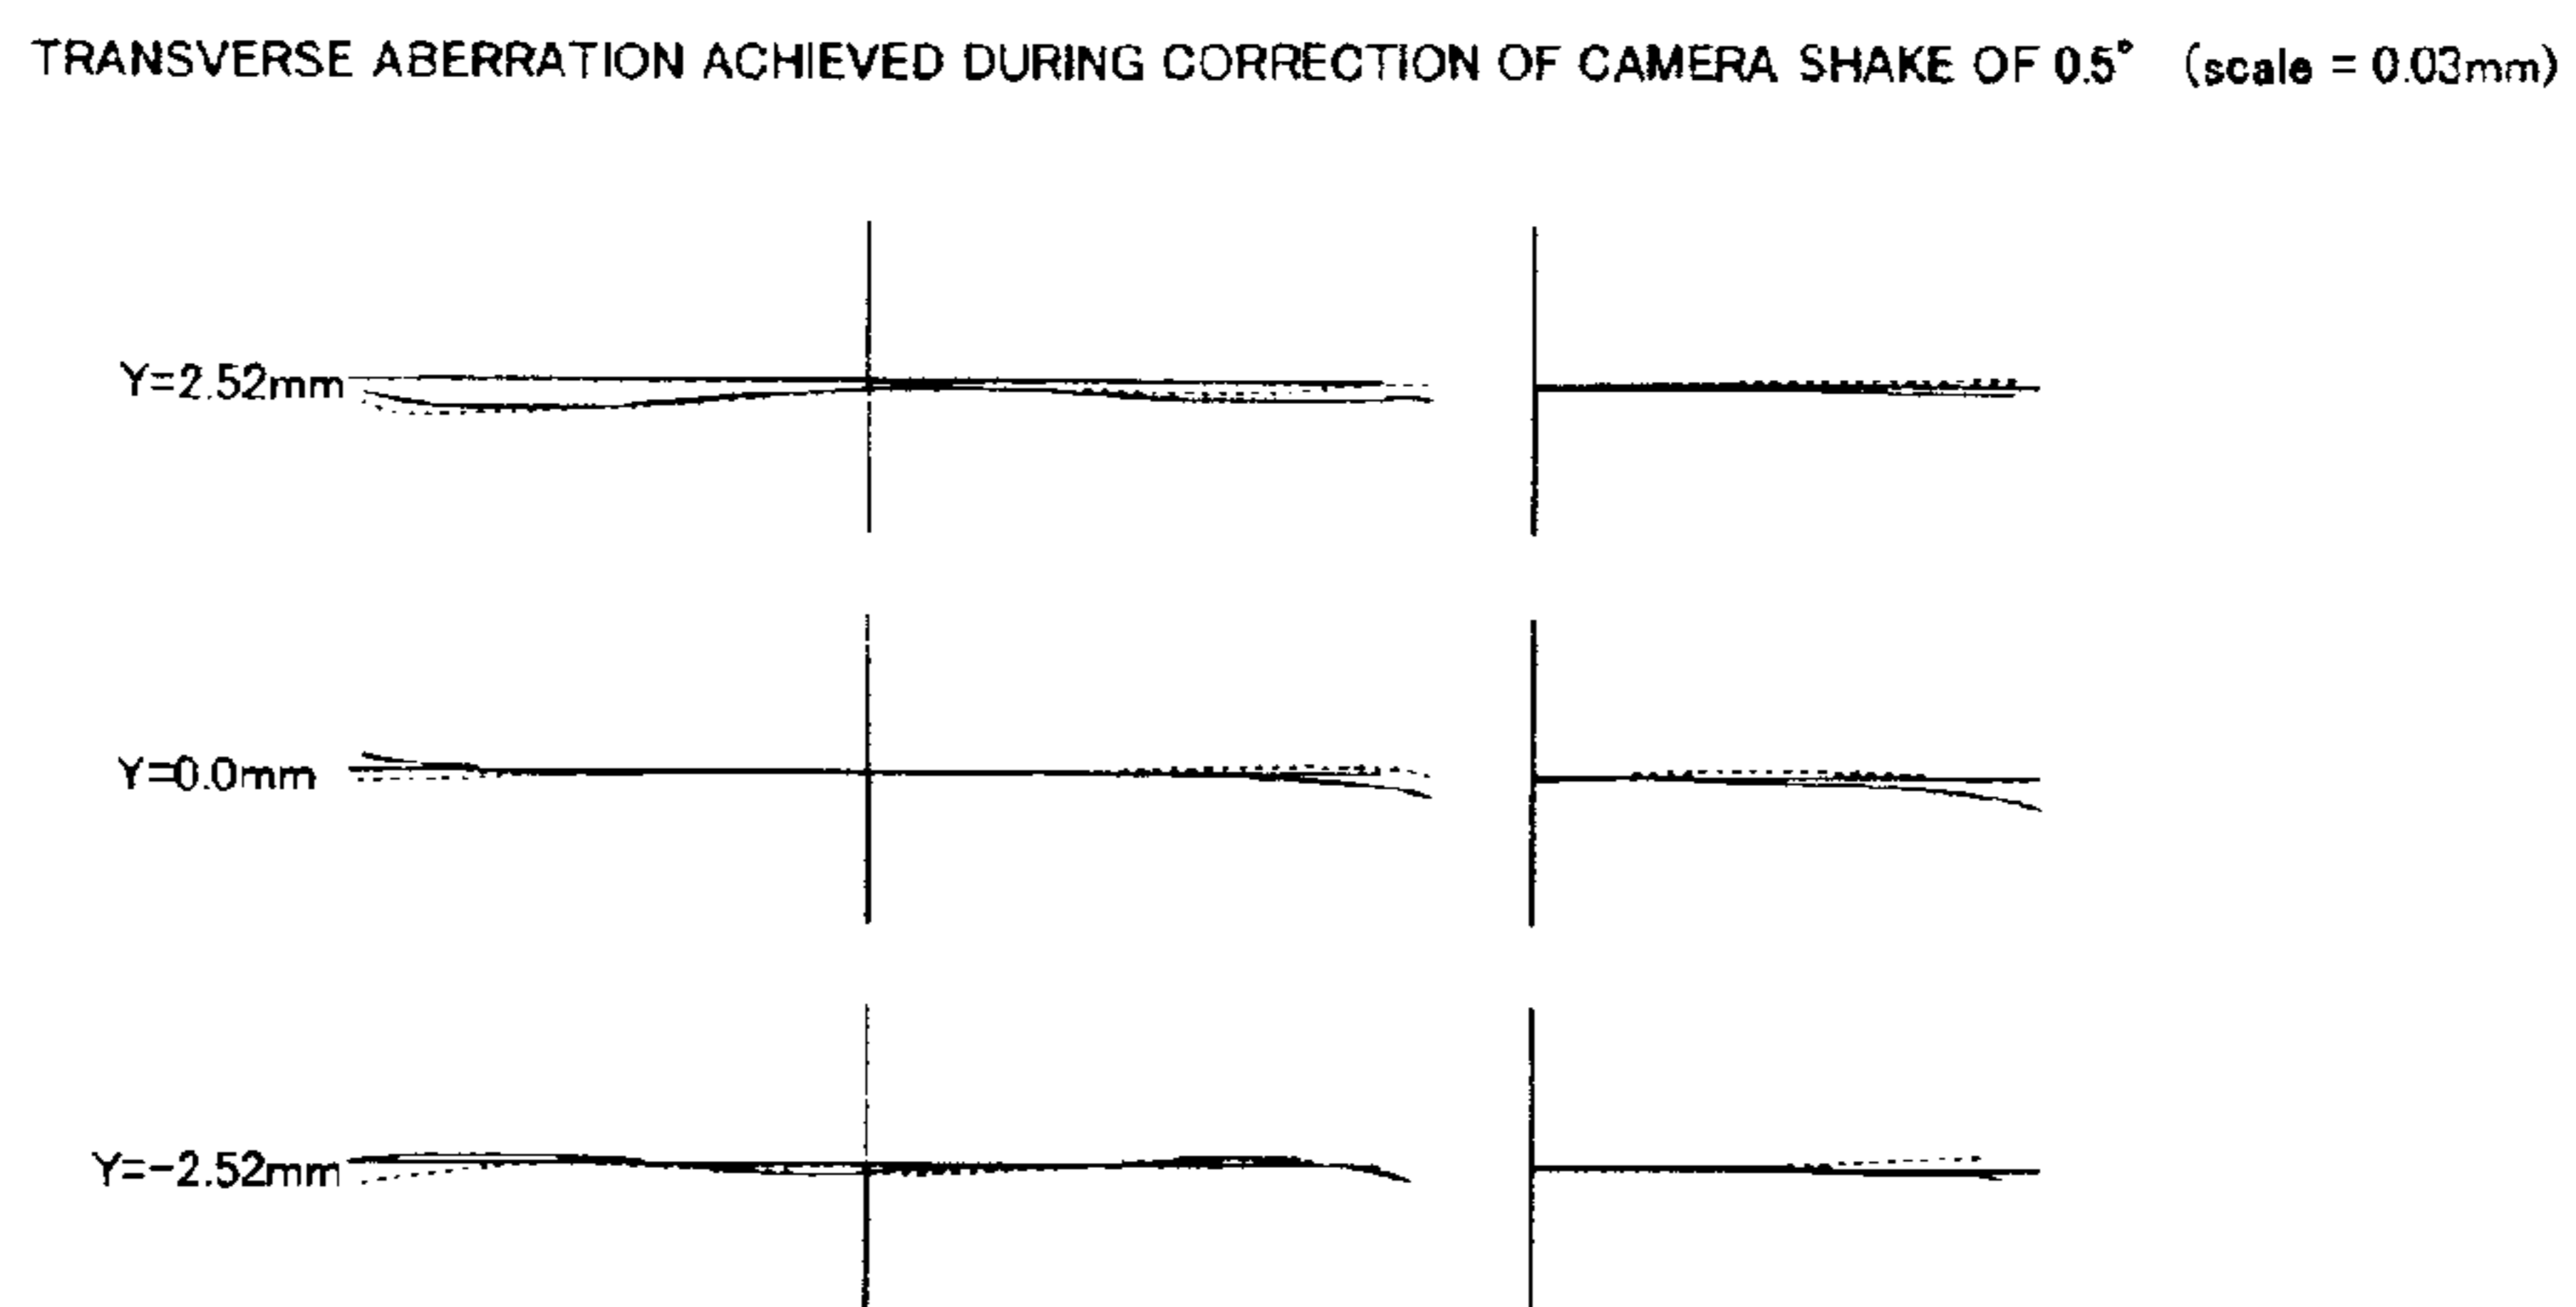 TRANSVERSE ABERRATION ACHIEVED DURING CORRECTION OF CAMERA SHAKE OF 0.5° (scale = 0.03mm)
Y=2.52mm
Y=0.0mm
Y=-2.52mm